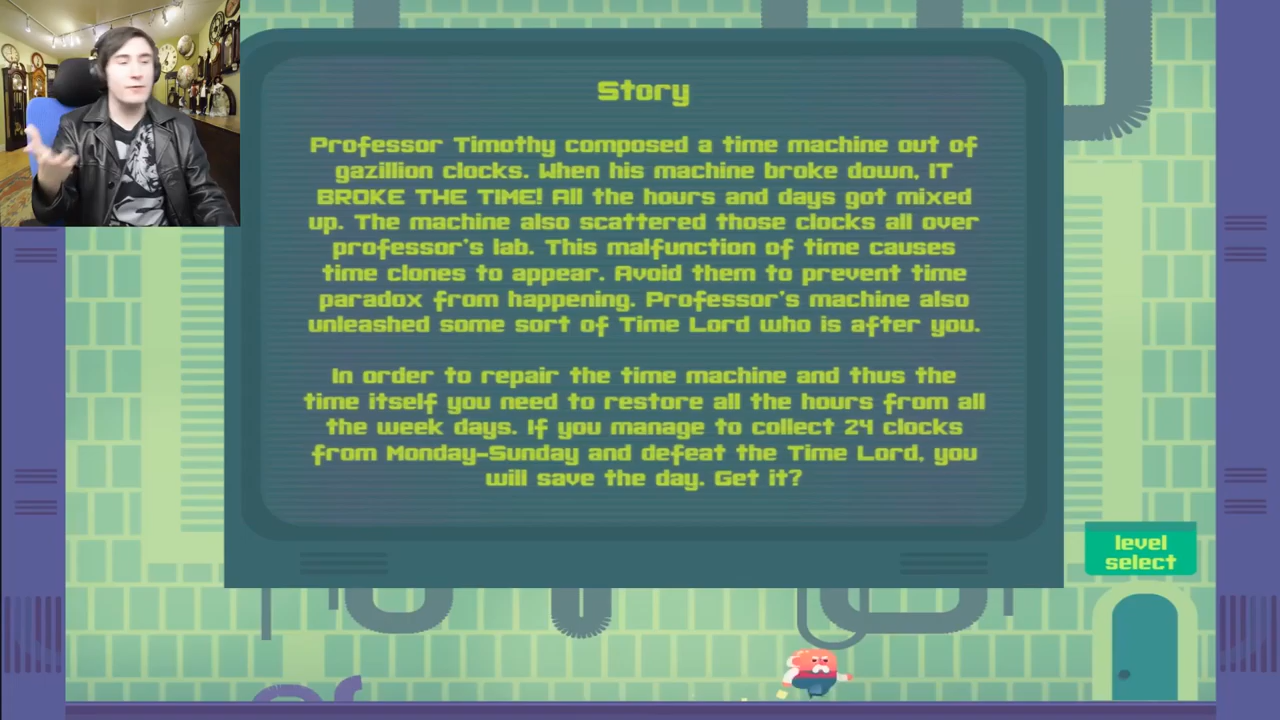 Story
Professor Timothy composed a time machine out of
gazillion clocks. When his machine broke down, IT
BROKE THE TIME! All the hours and days got mixed
up. The machine also scattered those clocks all over
professor's lab. This malfunction of time causes
time clones to appear. Avoid them to prevent time
paradox from happening. Professor's machine also
unleashed some sort of Time Lord who is after you.
In order to repair the time machine and thus the
time itself you need to restore all the hours from all
the week days. If you manage to collect 24 clocks
from Monday-Sunday and defeat the Time Lord, you
will save the day. Get it?
level
select